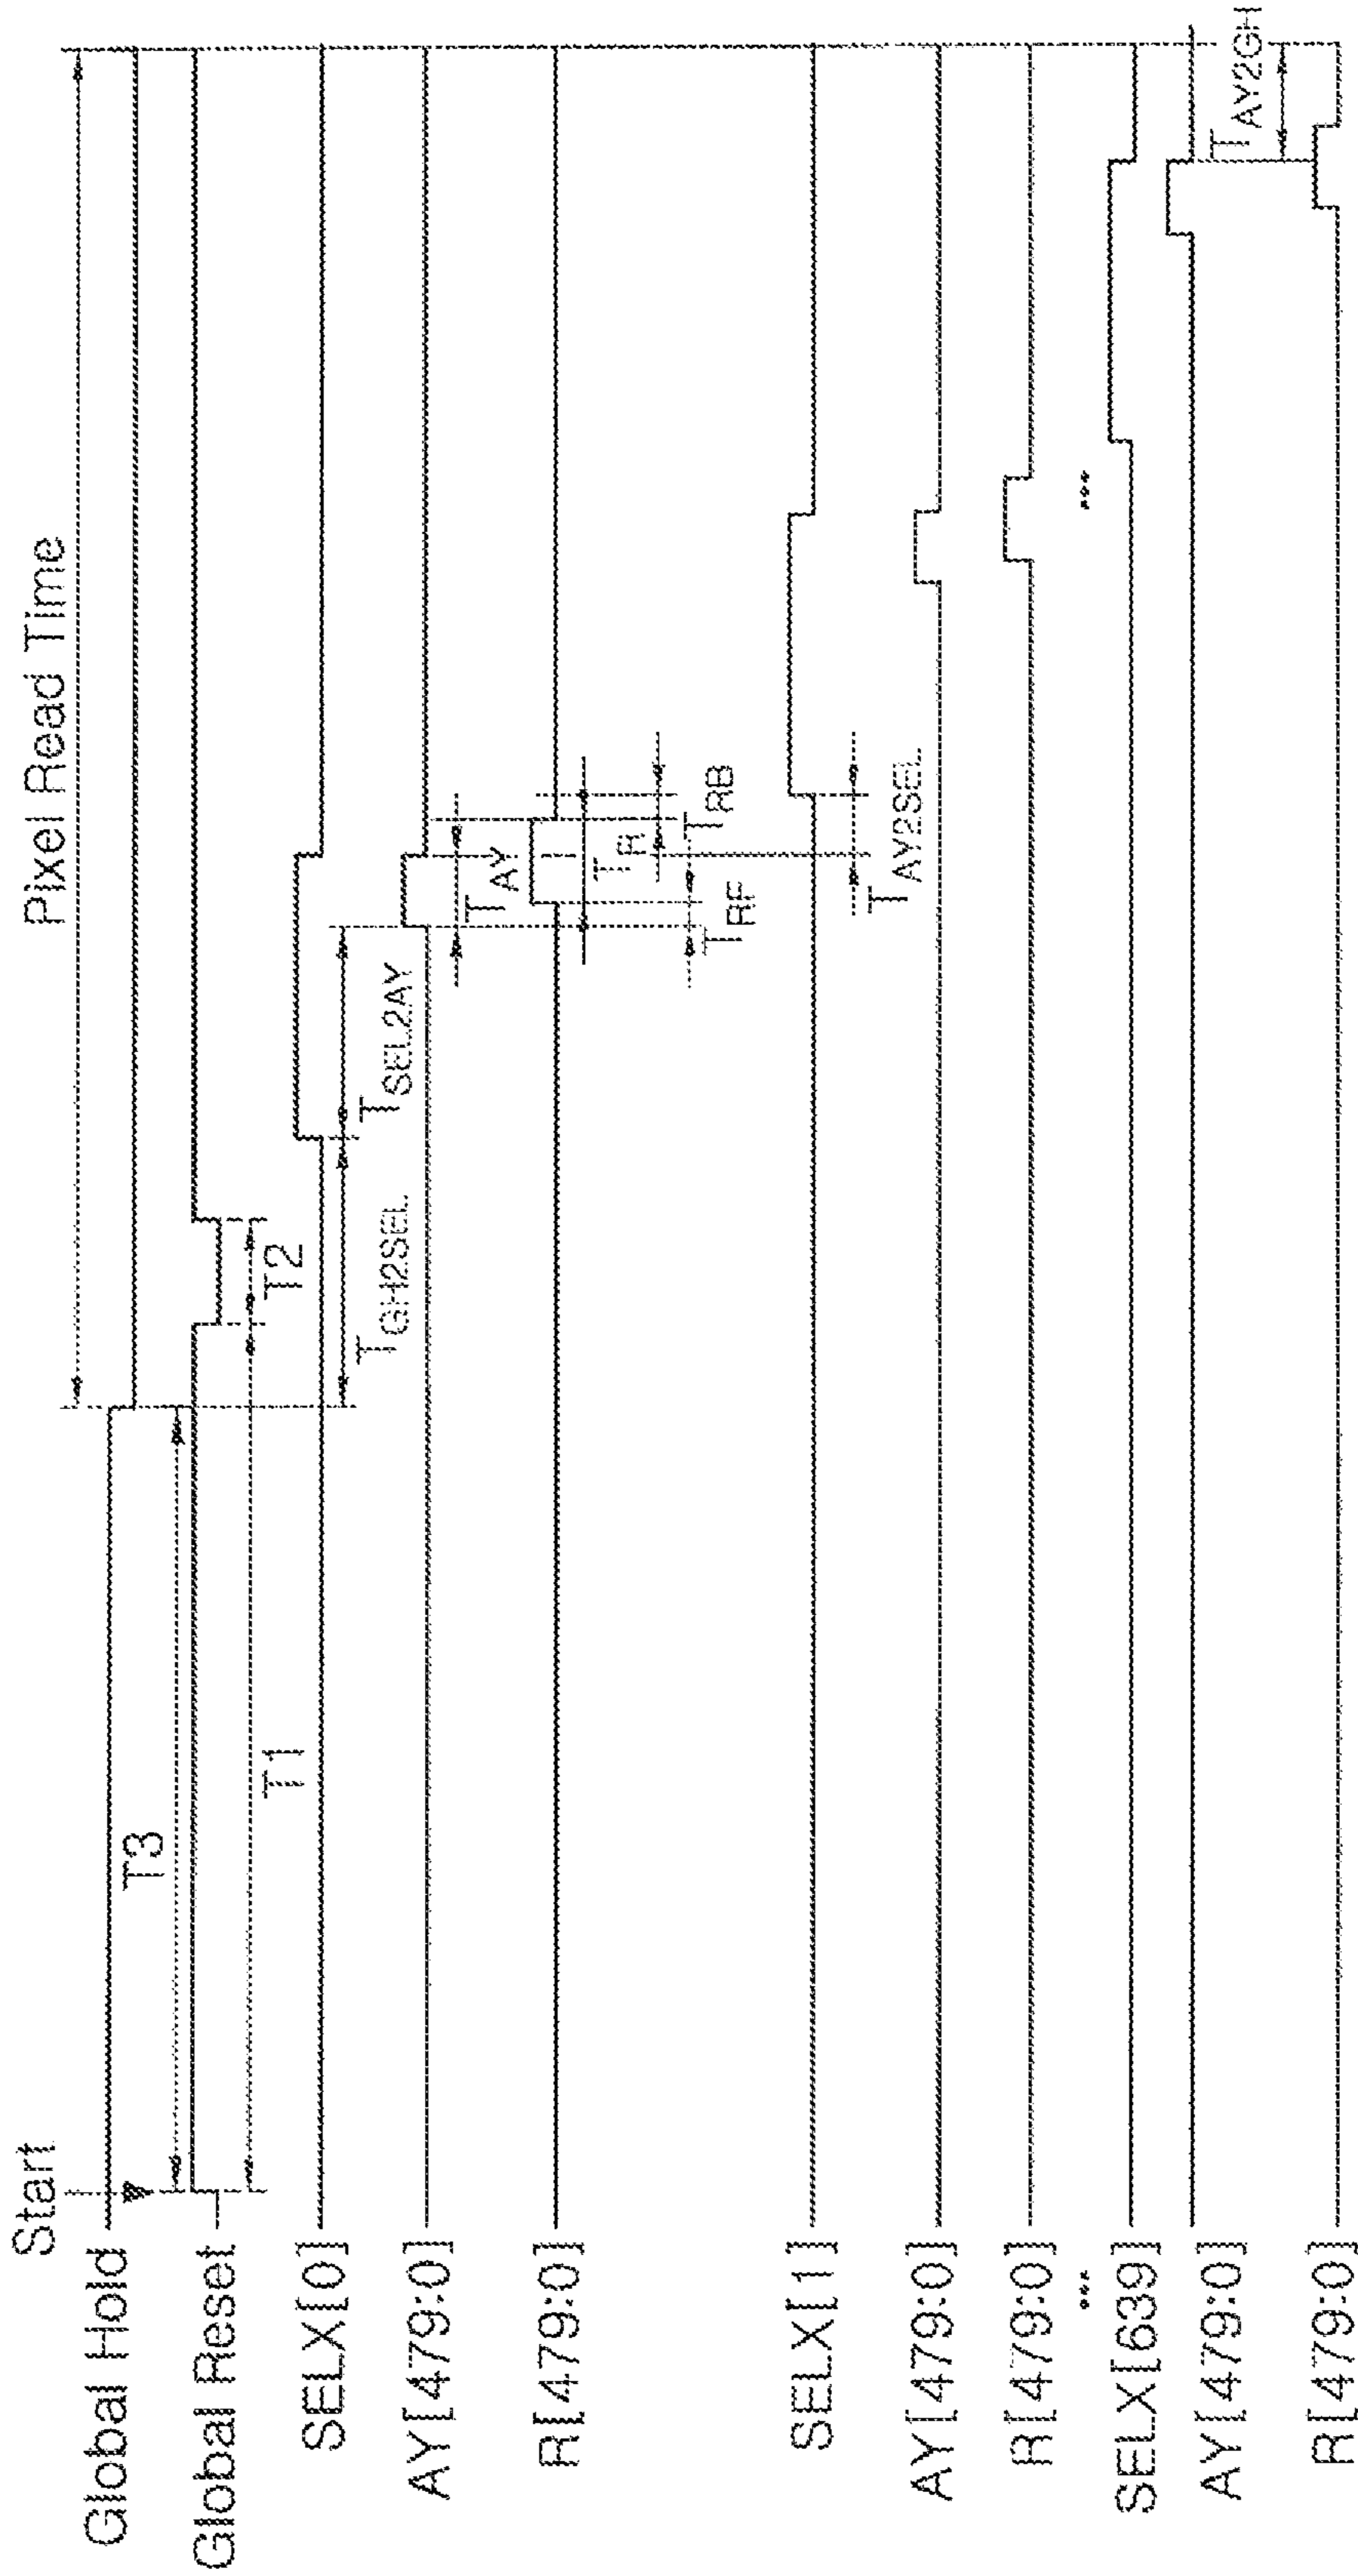 Start
Pixel Read Time
Global Hold
T3
Global Reset
T1
T2
SELX[0]
TGH2SEL
TSEL2AY
AY[479:0]
TAY
R[479:0]
TR
TRF
TRB
SELX[1]
TAY2SEL
AY[479:0]
R[479:0]
...
...
SELX[639]
AY[479:0]
TAY2GH
R[479:0]